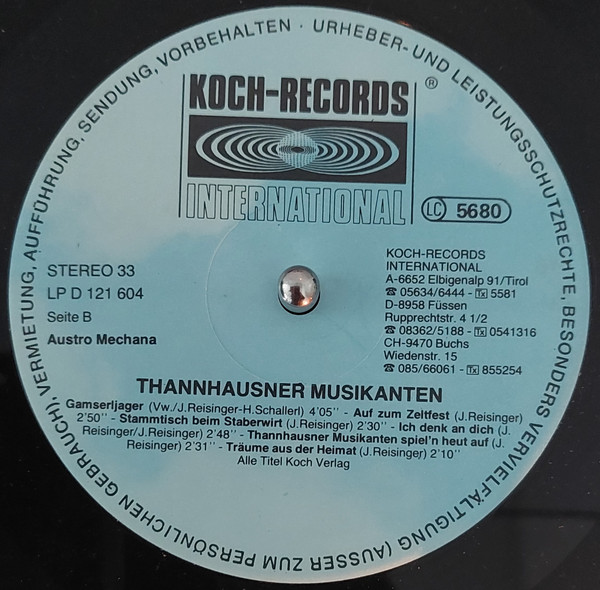 URHEBER- UND LEISTUNGSSCHUTZRECHTE, BESONDERS VERVIELFÄLTIGUNG (AUSSER ZUM PERSÖNLICHEN GEBRAUCH), VERMIETUNG, AUFFÜHRUNG, SENDUNG, VORBEHALTEN ·
KOCH-RECORDS ®
INTERNATIONAL
LC 5680
STEREO 33
LP D 121 604
Seite B
Austro Mechana
KOCH-RECORDS
INTERNATIONAL
A-6652 Elbigenalp 91/Tirol
☎ 05634/6444 - Tx 5581
D-8958 Füssen
Rupprechtstr. 4 1/2
☎ 08362/5188 - Tx 0541316
CH-9470 Buchs
Wiedenstr. 15
☎ 085/66061 - Tx 855254
THANNHAUSNER MUSIKANTEN
Gamserljager (Vw./J.Reisinger-H.Schallerl) 4'05'' - Auf zum Zeltfest (J.Reisinger)
2'50'' - Stammtisch beim Staberwirt (J.Reisinger) 2'30'' - Ich denk an dich (J.
Reisinger/J.Reisinger) 2'48'' - Thannhausner Musikanten spiel'n heut auf (J.
Reisinger) 2'31'' - Träume aus der Heimat (J.Reisinger) 2'10''
Alle Titel Koch Verlag